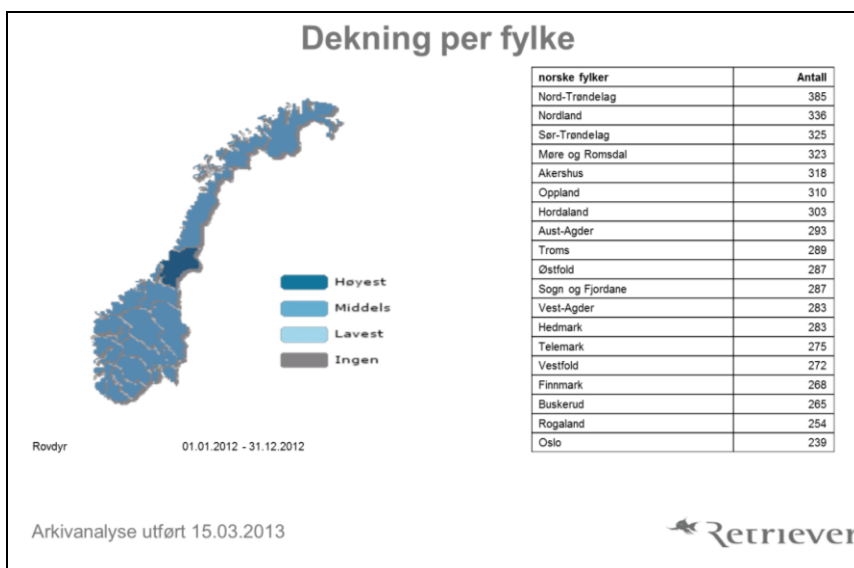 Dekning per fylke
norske fylker Antall
Nord-Trøndelag 385
Nordland 336
Sør-Trøndelag 325
Møre og Romsdal 323
Akershus 318
Oppland 310
Hordaland 303
Aust-Agder 293
Troms 289
Østfold 287
Sogn og Fjordane 287
Vest-Agder 283
Hedmark 283
Telemark 275
Vestfold 272
Finnmark 268
Buskerud 265
Rogaland 254
Oslo 239
Høyest
Middels
Lavest
Ingen
Rovdyr 01.01.2012 - 31.12.2012
Arkivanalyse utført 15.03.2013
Retriever